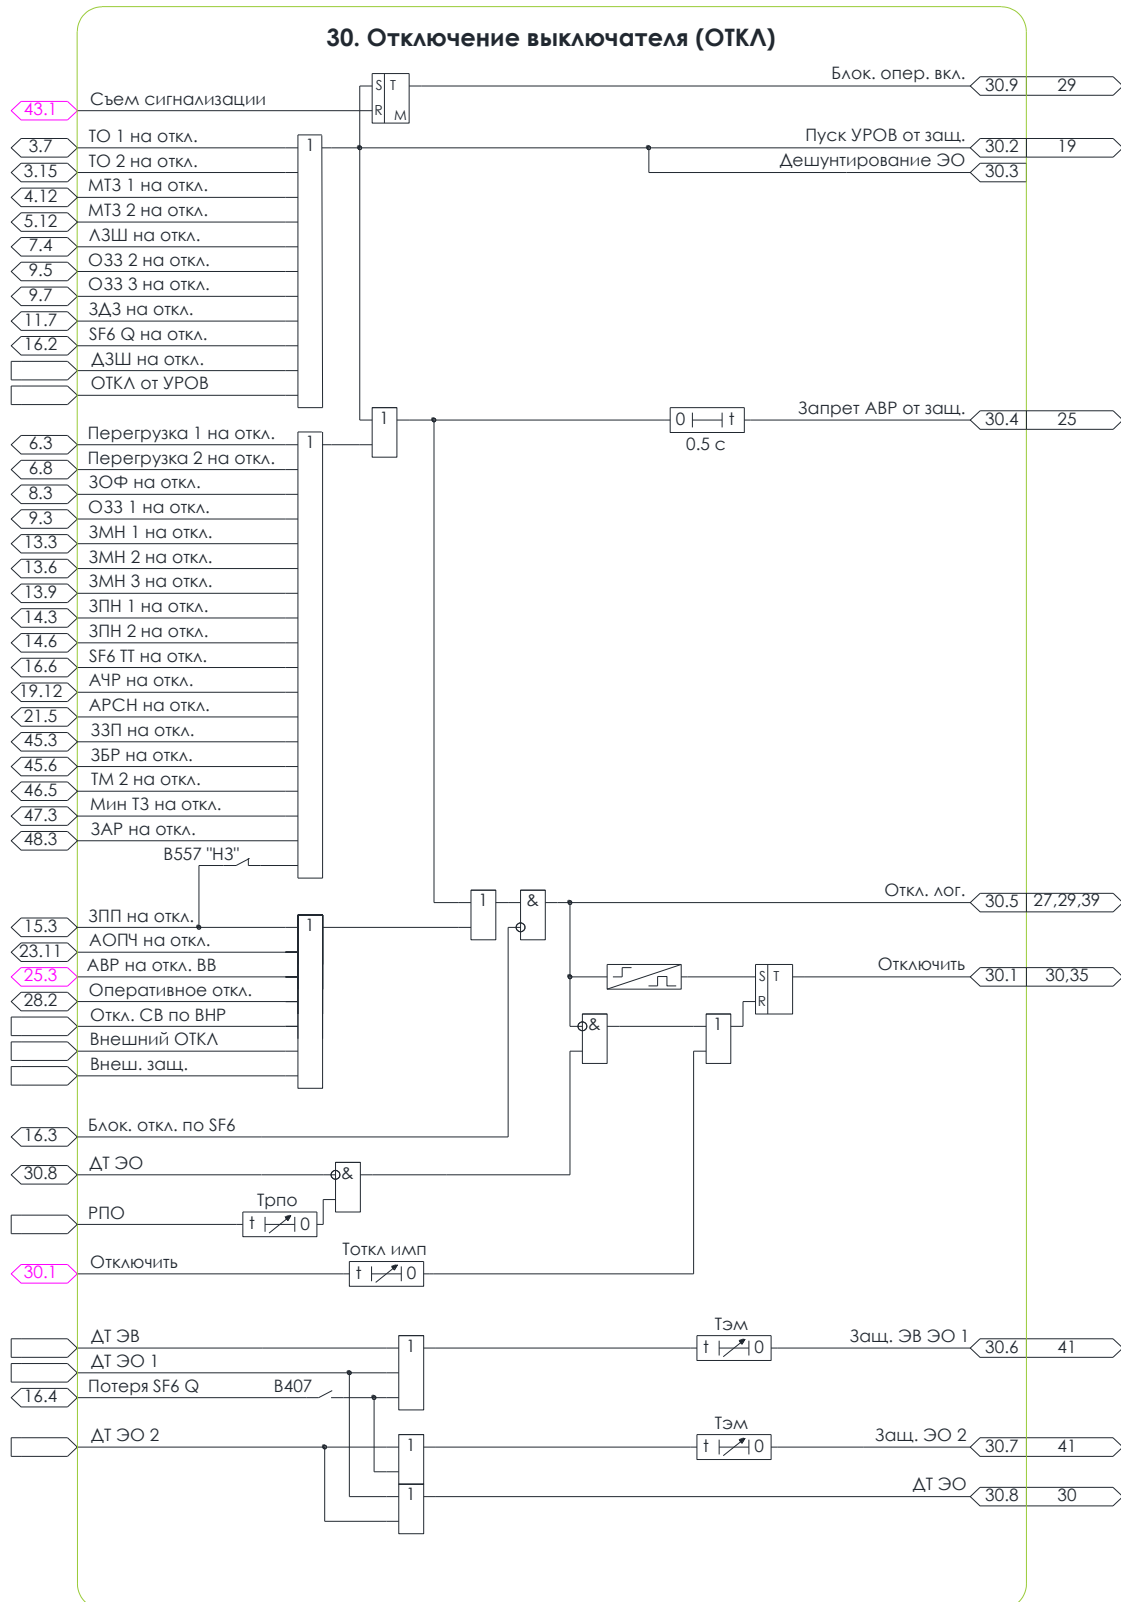 30. Отключение выключателя (ОТКЛ)
S T
R
M
Блок. опер. вкл.
30.9 29
43.1 Съем сигнализации
3.7 ТО 1 на откл.
1
Пуск УРОВ от защ.
30.2 19
3.15 ТО 2 на откл.
Дешунтирование ЭО
30.3
4.12 МТЗ 1 на откл.
5.12 МТЗ 2 на откл.
7.4 ЛЗШ на откл.
9.5 ОЗЗ 2 на откл.
9.7 ОЗЗ 3 на откл.
11.7 ЗДЗ на откл.
16.2 SF6 Q на откл.
ДЗШ на откл.
ОТКЛ от УРОВ
1
0 t
0.5 с
Запрет АВР от защ.
30.4 25
6.3 Перегрузка 1 на откл.
1
6.8 Перегрузка 2 на откл.
8.3 ЗОФ на откл.
9.3 ОЗЗ 1 на откл.
13.3 ЗМН 1 на откл.
13.6 ЗМН 2 на откл.
13.9 ЗМН 3 на откл.
14.3 ЗПН 1 на откл.
14.6 ЗПН 2 на откл.
16.6 SF6 ТТ на откл.
19.12 АЧР на откл.
21.5 АРСН на откл.
45.3 ЗЗП на откл.
45.6 ЗБР на откл.
46.5 ТМ 2 на откл.
47.3 Мин ТЗ на откл.
48.3 ЗАР на откл.
В557 "НЗ"
1
&
Откл. лог.
30.5 27,29,39
15.3 ЗПП на откл.
1
23.11 АОПЧ на откл.
25.3 АВР на откл. ВВ
S T
R
Отключить
30.1 30,35
28.2 Оперативное откл.
Откл. СВ по ВНР
&
1
Внешний ОТКЛ
Внеш. защ.
16.3 Блок. откл. по SF6
30.8 ДТ ЭО
&
РПО
Трпо
t 0
30.1 Отключить
Тоткл имп
t 0
ДТ ЭВ
1
Тэм
t 0
Защ. ЭВ ЭО 1
30.6 41
ДТ ЭО 1
16.4 Потеря SF6 Q
В407
ДТ ЭО 2
1
Тэм
t 0
Защ. ЭО 2
30.7 41
1
ДТ ЭО
30.8 30